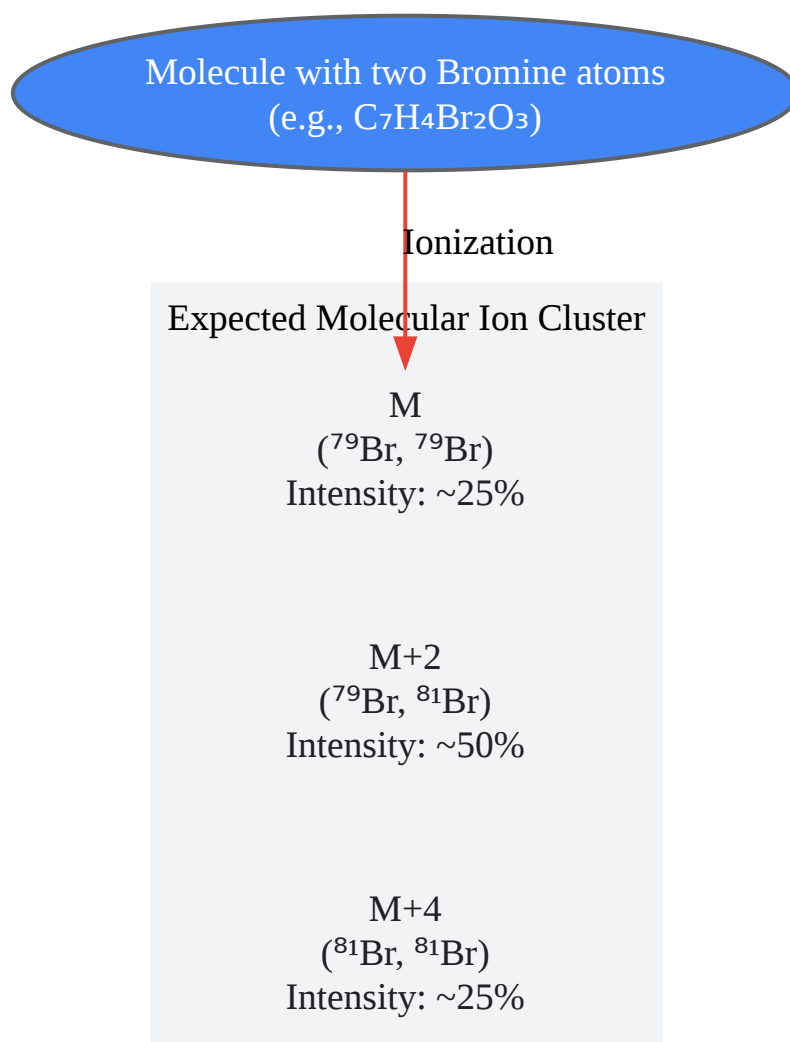 Molecule with two Bromine atoms
(e.g., C₇H₄Br₂O₃)
Ionization
Expected Molecular Ion Cluster
M
(⁷⁹Br, ⁷⁹Br)
Intensity: ~25%
M+2
(⁷⁹Br, ⁸¹Br)
Intensity: ~50%
M+4
(⁸¹Br, ⁸¹Br)
Intensity: ~25%